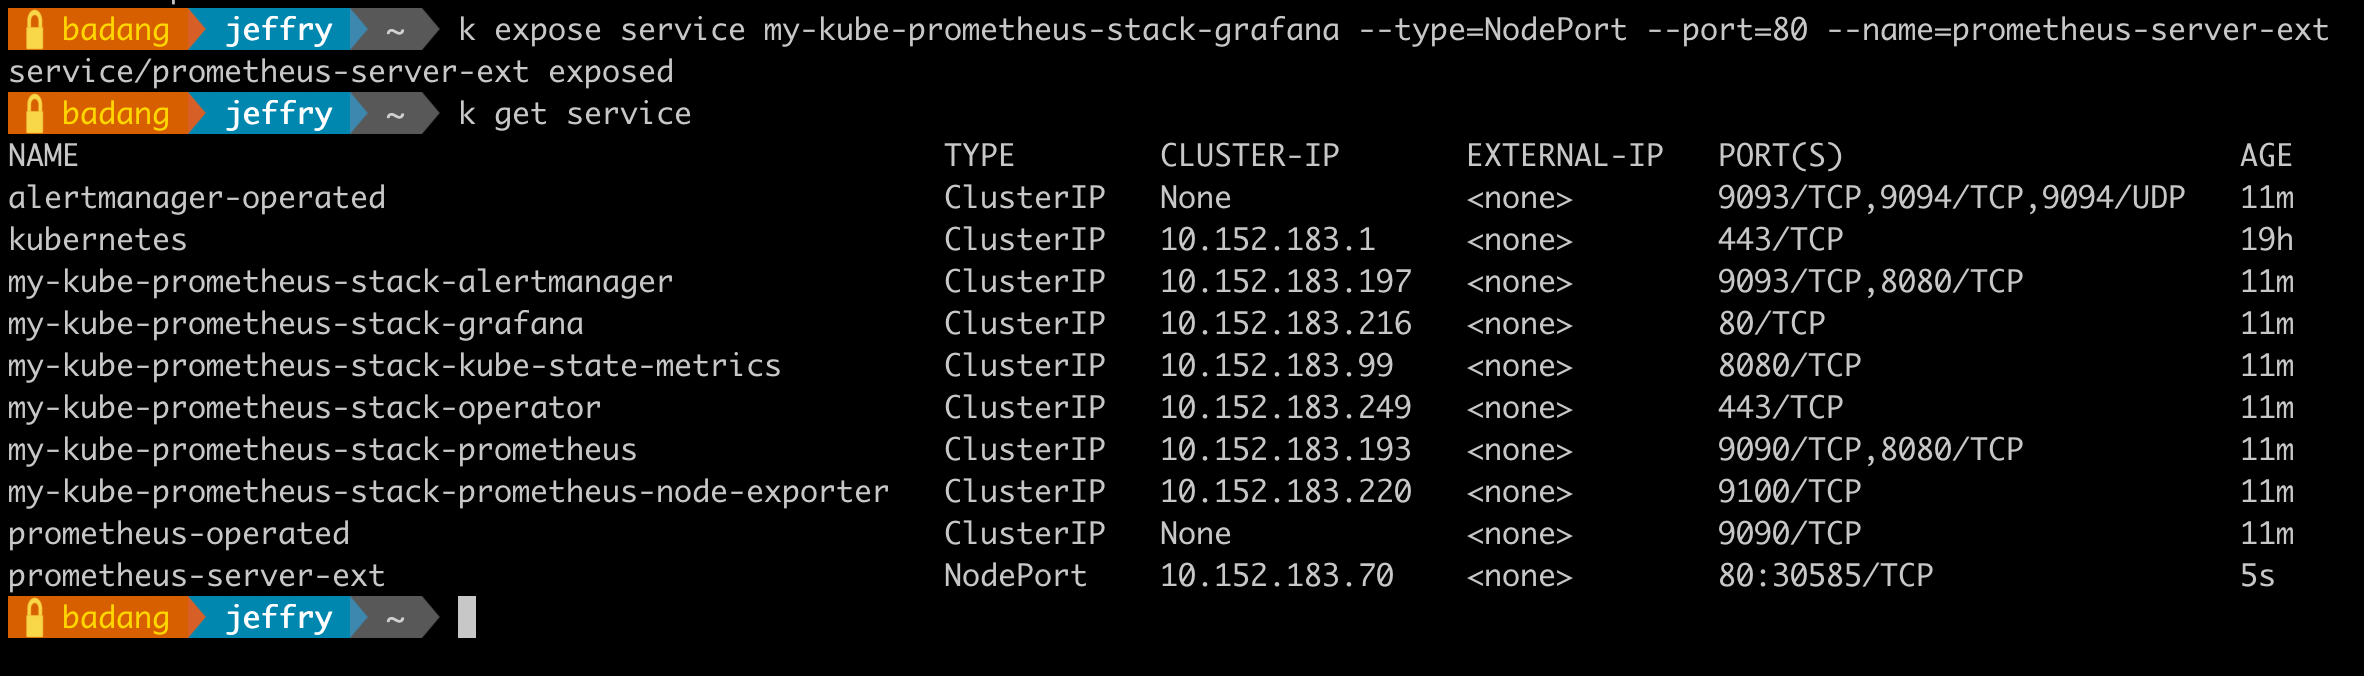 badang jeffry ~ k expose service my-kube-prometheus-stack-grafana --type=NodePort --port=80 --name=prometheus-server-ext
service/prometheus-server-ext exposed
badang jeffry ~ k get service
NAME TYPE CLUSTER-IP EXTERNAL-IP PORT(S) AGE
alertmanager-operated ClusterIP None <none> 9093/TCP,9094/TCP,9094/UDP 11m
kubernetes ClusterIP 10.152.183.1 <none> 443/TCP 19h
my-kube-prometheus-stack-alertmanager ClusterIP 10.152.183.197 <none> 9093/TCP,8080/TCP 11m
my-kube-prometheus-stack-grafana ClusterIP 10.152.183.216 <none> 80/TCP 11m
my-kube-prometheus-stack-kube-state-metrics ClusterIP 10.152.183.99 <none> 8080/TCP 11m
my-kube-prometheus-stack-operator ClusterIP 10.152.183.249 <none> 443/TCP 11m
my-kube-prometheus-stack-prometheus ClusterIP 10.152.183.193 <none> 9090/TCP,8080/TCP 11m
my-kube-prometheus-stack-prometheus-node-exporter ClusterIP 10.152.183.220 <none> 9100/TCP 11m
prometheus-operated ClusterIP None <none> 9090/TCP 11m
prometheus-server-ext NodePort 10.152.183.70 <none> 80:30585/TCP 5s
badang jeffry ~